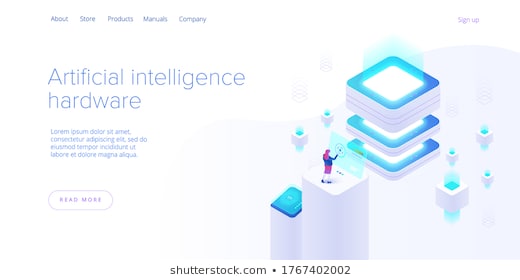 About Store Products Manuals Company Sign up
Artificial intelligence
hardware
Lorem ipsum dolor sit amet,
consectetur adipiscing elit, sed do
eiusmod tempor incididunt ut
labore et dolore magna aliqua.
READ MORE
shutterstock.com • 1767402002